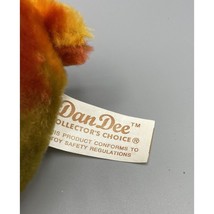 Dan Dee™
COLLECTOR'S CHOICE®
THIS PRODUCT CONFORMS TO
TOY SAFETY REGULATIONS